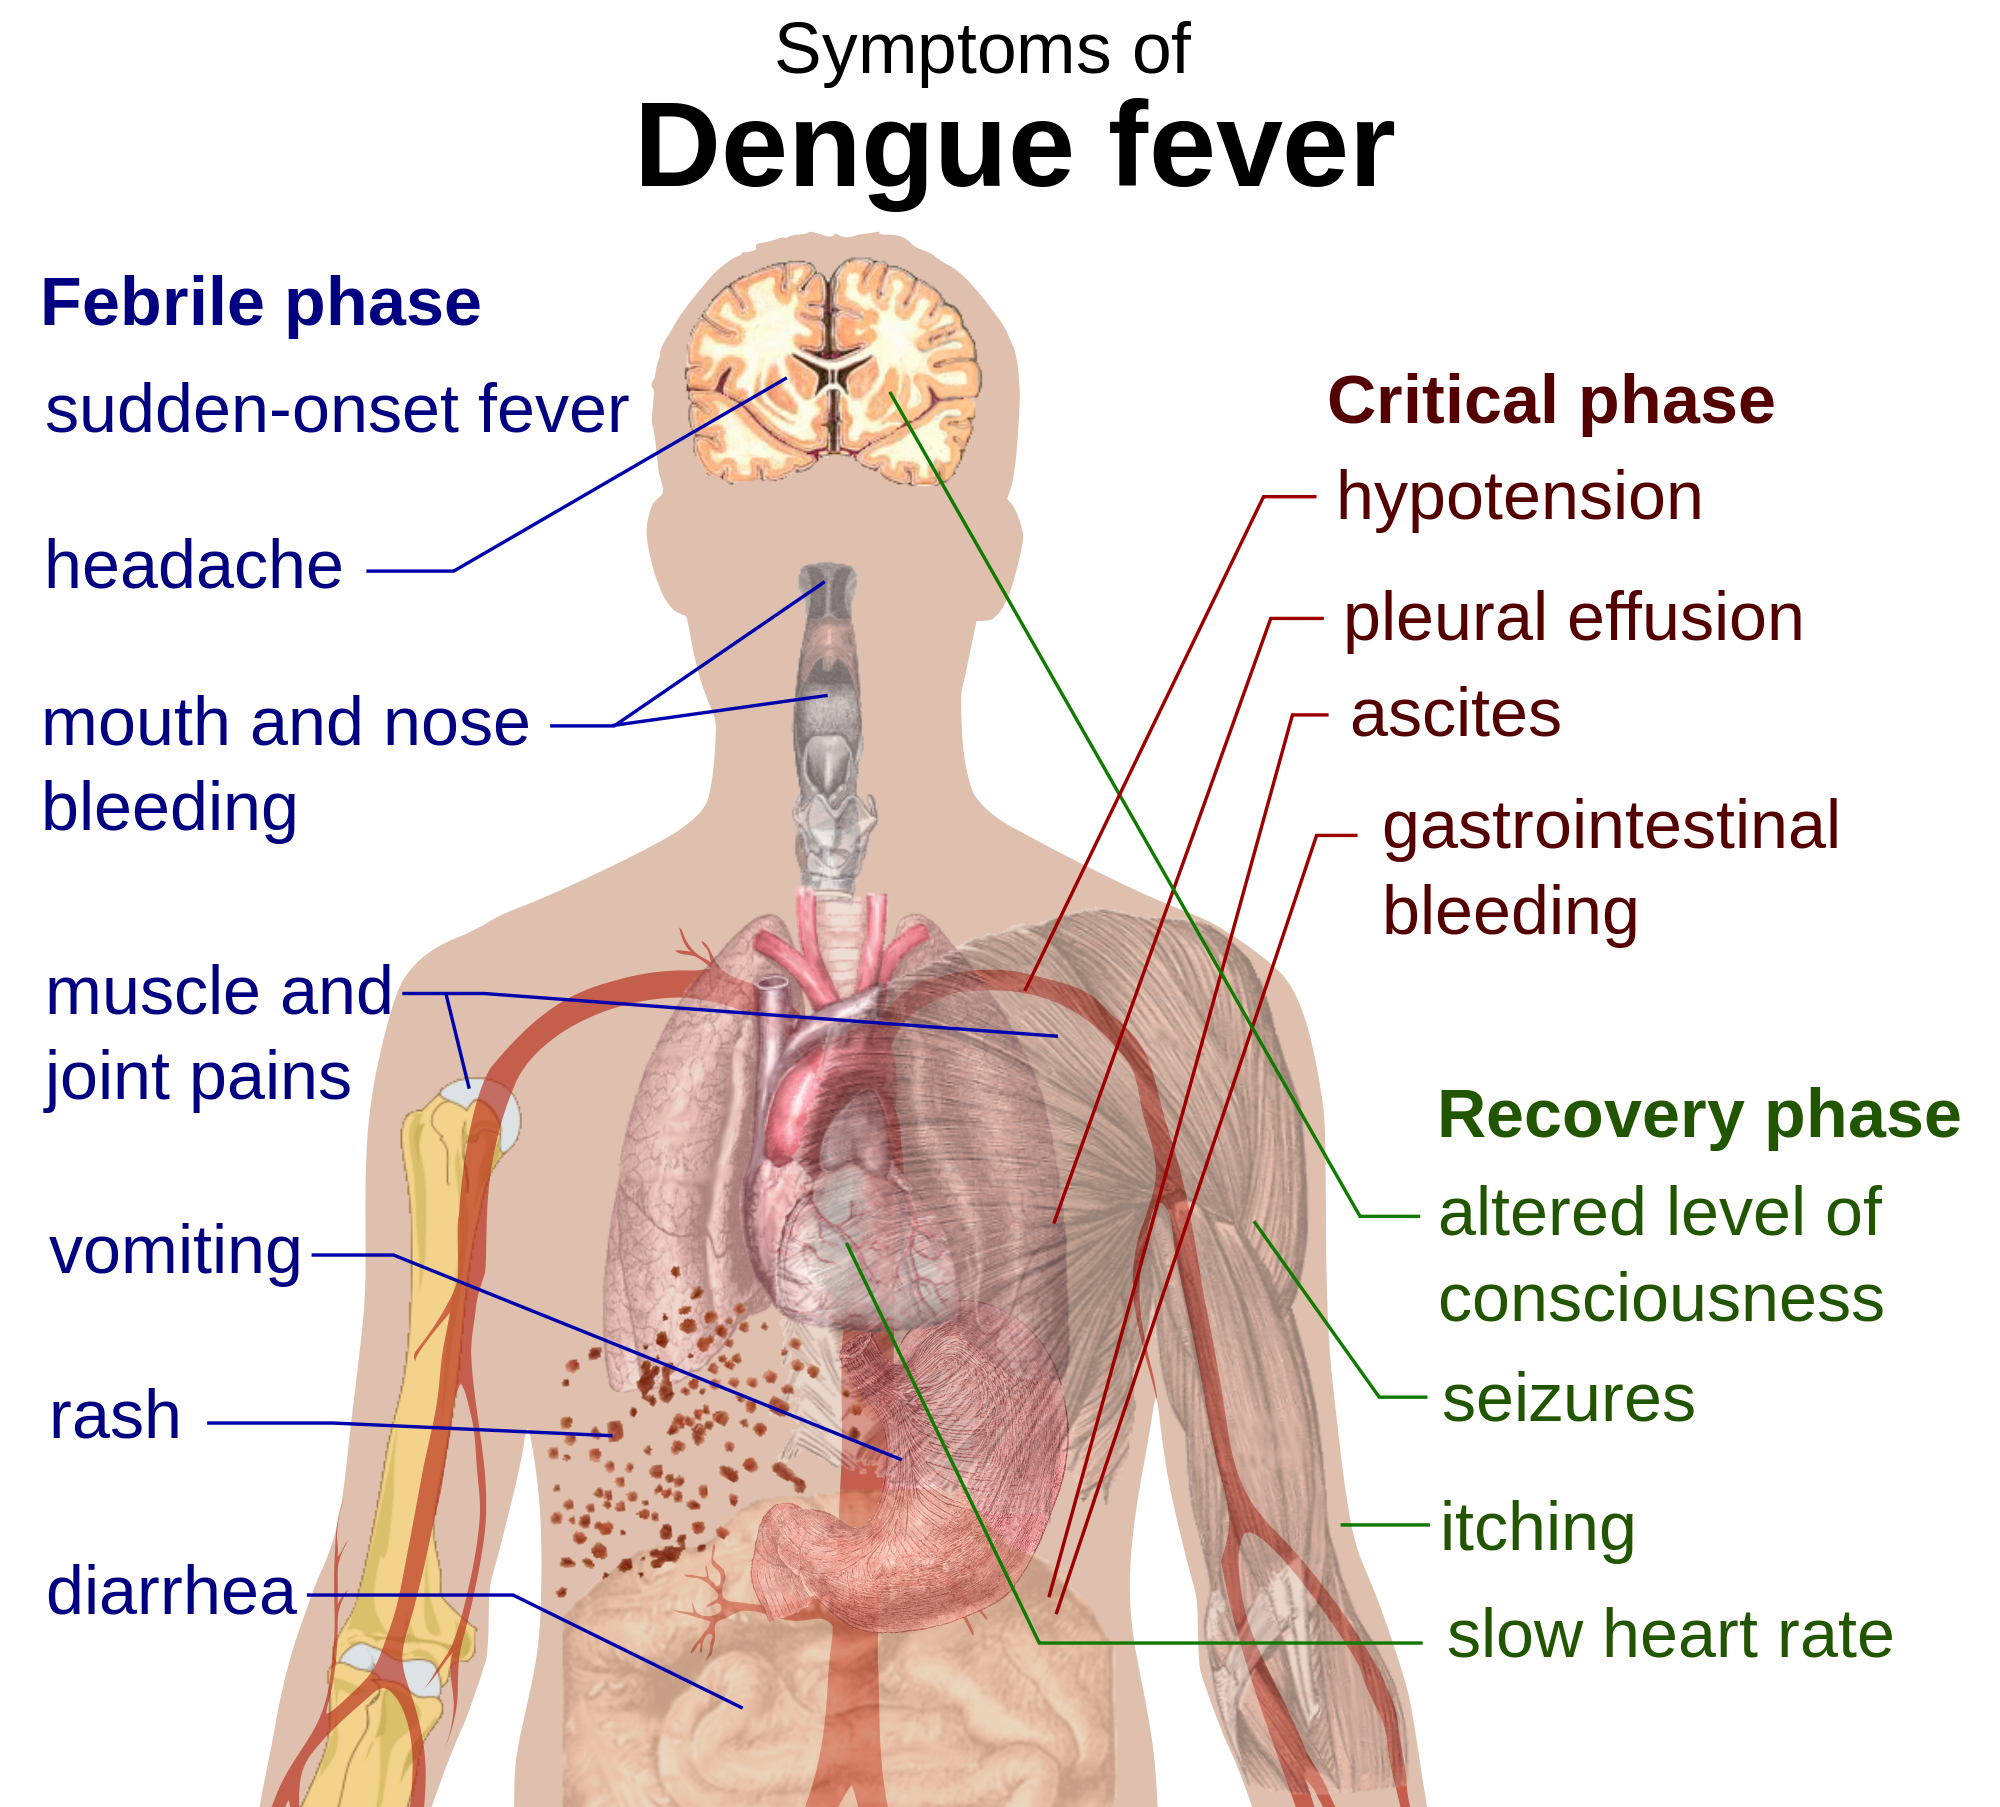 Symptoms of
Dengue fever
Febrile phase
sudden-onset fever
headache
mouth and nose
bleeding
muscle and
joint pains
vomiting
rash
diarrhea
Critical phase
hypotension
pleural effusion
ascites
gastrointestinal
bleeding
Recovery phase
altered level of
consciousness
seizures
itching
slow heart rate